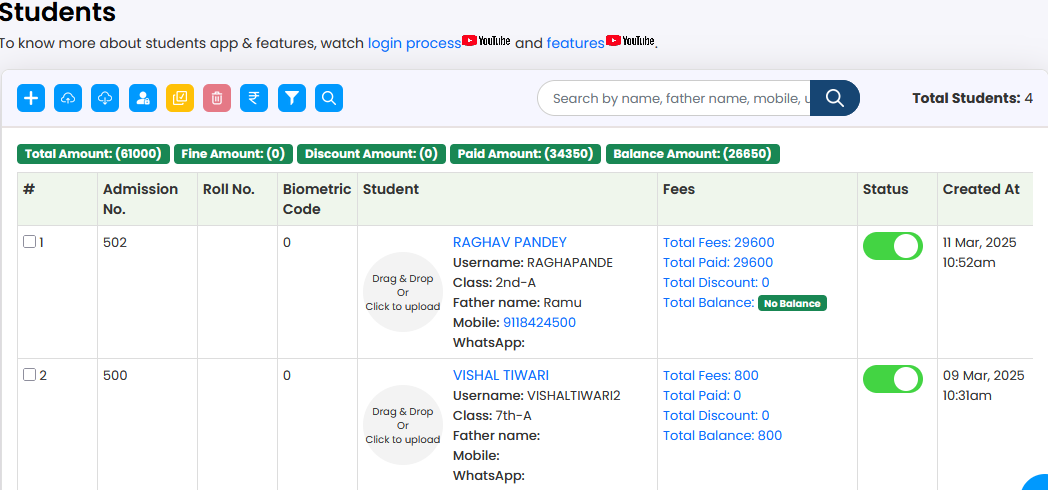 Students
To know more about students app & features, watch login process YouTube and features YouTube.
Search by name, father name, mobile, u
Total Students: 4
Total Amount: (61000) Fine Amount: (0) Discount Amount: (0) Paid Amount: (34350) Balance Amount: (26650)
# Admission No. Roll No. Biometric Code Student Fees Status Created At
1 502 0
Drag & Drop
Or
Click to upload
RAGHAV PANDEY
Username: RAGHAPANDE
Class: 2nd-A
Father name: Ramu
Mobile: 9118424500
WhatsApp:
Total Fees: 29600
Total Paid: 29600
Total Discount: 0
Total Balance: No Balance
11 Mar, 2025
10:52am
2 500 0
Drag & Drop
Or
Click to upload
VISHAL TIWARI
Username: VISHALTIWARI2
Class: 7th-A
Father name:
Mobile:
WhatsApp:
Total Fees: 800
Total Paid: 0
Total Discount: 0
Total Balance: 800
09 Mar, 2025
10:31am